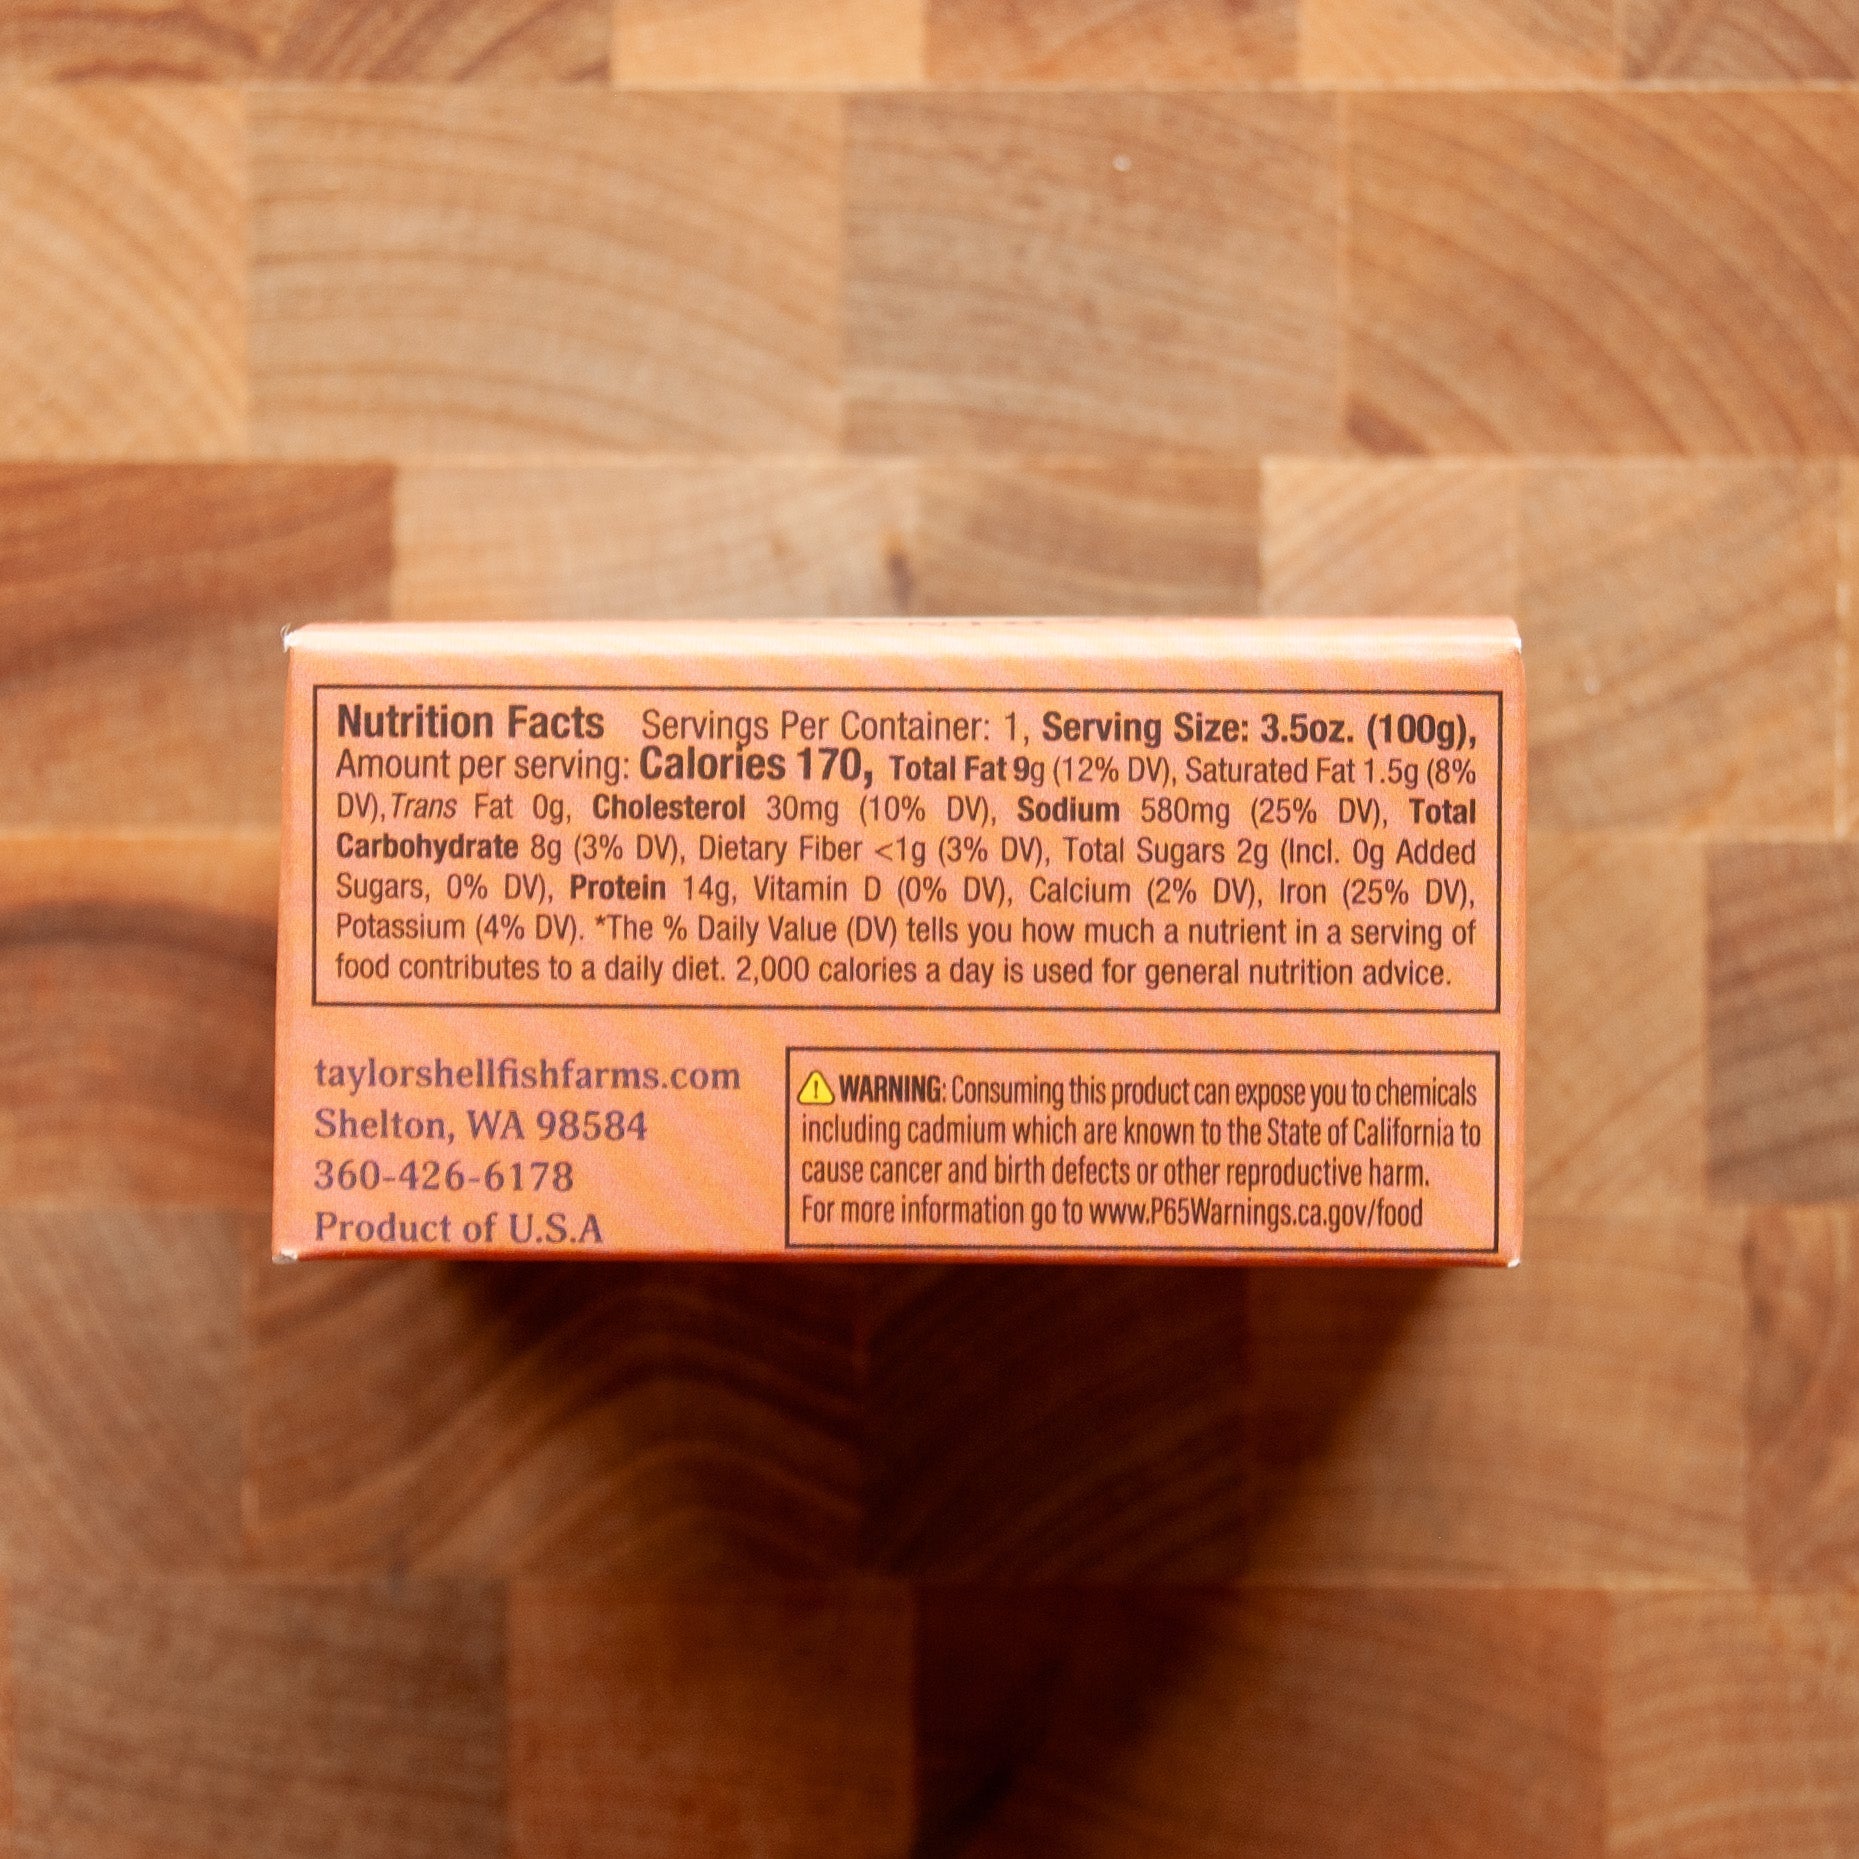 Nutrition Facts Servings Per Container: 1, Serving Size: 3.5oz. (100g),
Amount per serving: Calories 170, Total Fat 9g (12% DV), Saturated Fat 1.5g (8%
DV), Trans Fat 0g, Cholesterol 30mg (10% DV), Sodium 580mg (25% DV), Total
Carbohydrate 8g (3% DV), Dietary Fiber <1g (3% DV), Total Sugars 2g (Incl. 0g Added
Sugars, 0% DV), Protein 14g, Vitamin D (0% DV), Calcium (2% DV), Iron (25% DV),
Potassium (4% DV). *The % Daily Value (DV) tells you how much a nutrient in a serving of
food contributes to a daily diet. 2,000 calories a day is used for general nutrition advice.
taylorshellfishfarms.com
Shelton, WA 98584
360-426-6178
Product of U.S.A
WARNING: Consuming this product can expose you to chemicals
including cadmium which are known to the State of California to
cause cancer and birth defects or other reproductive harm.
For more information go to www.P65Warnings.ca.gov/food